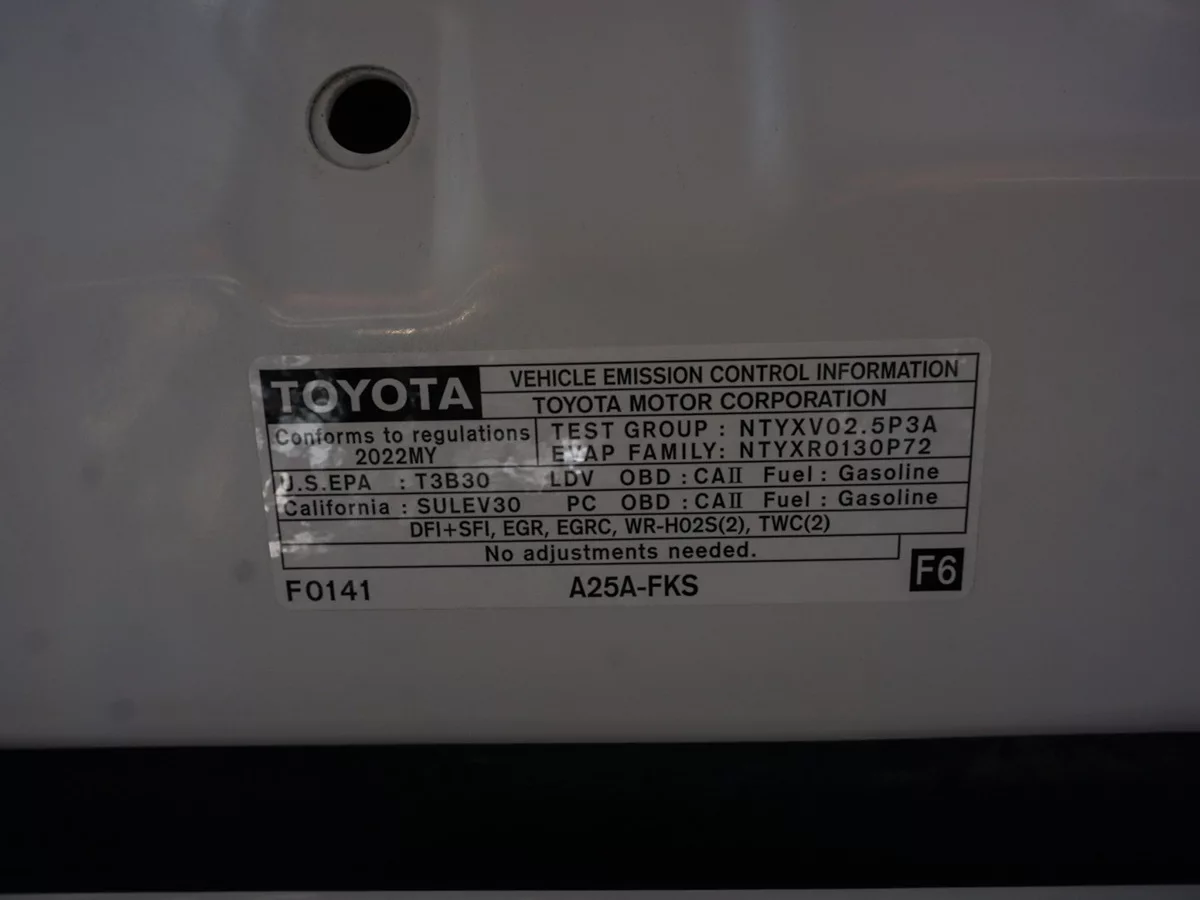 TOYOTA
VEHICLE EMISSION CONTROL INFORMATION
TOYOTA MOTOR CORPORATION
Conforms to regulations
2022MY
TEST GROUP : NTYXV02.5P3A
EVAP FAMILY: NTYXR0130P72
U.S.EPA : T3B30 LDV OBD : CAII Fuel : Gasoline
California : SULEV30 PC OBD : CAII Fuel : Gasoline
DFI+SFI, EGR, EGRC, WR-HO2S(2), TWC(2)
No adjustments needed.
F0141 A25A-FKS F6